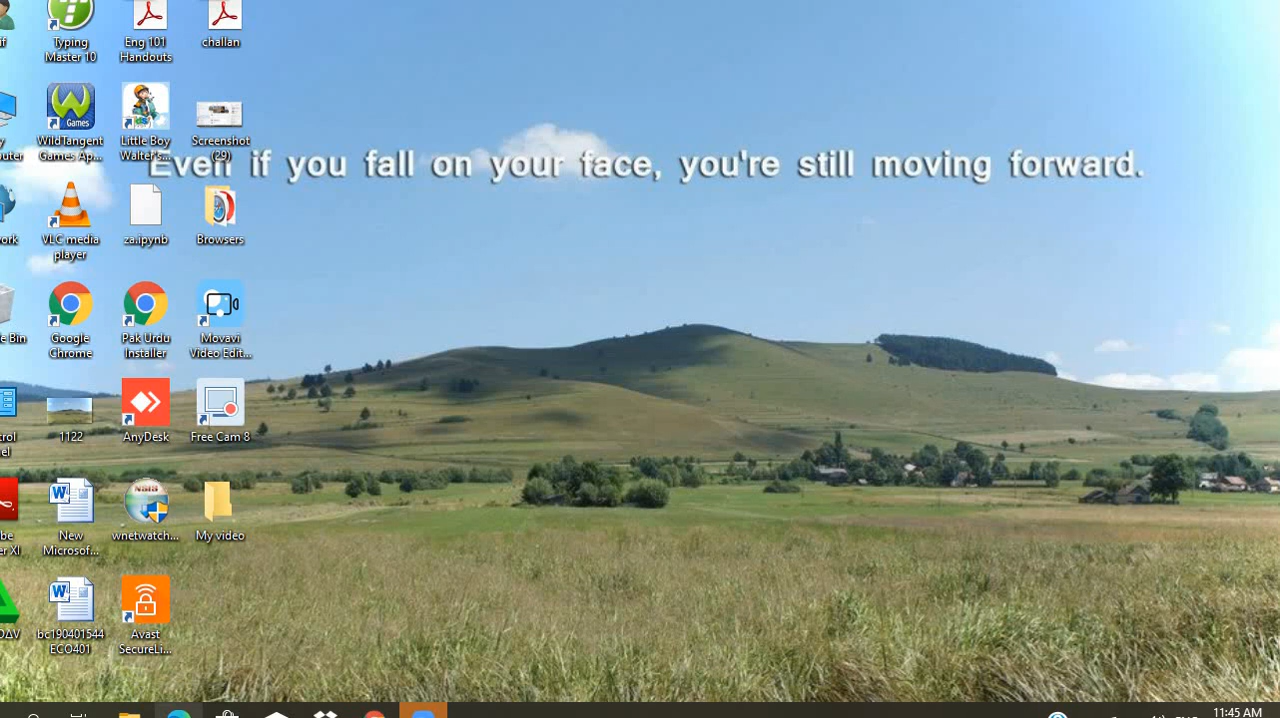 Typing
Master 10
Eng 101
Handouts
challan
WildTangent
Games Ap...
Little Boy
Walter's...
Screenshot
(29)
Even if you fall on your face, you're still moving forward.
VLC media
player
za.ipynb
Browsers
Google
Chrome
Pak Urdu
Installer
Movavi
Video Edit...
1122
AnyDesk
Free Cam 8
New
Microsof...
wnetwatch...
My video
bc190401544
ECO401
Avast
SecureLi...
11:45 AM